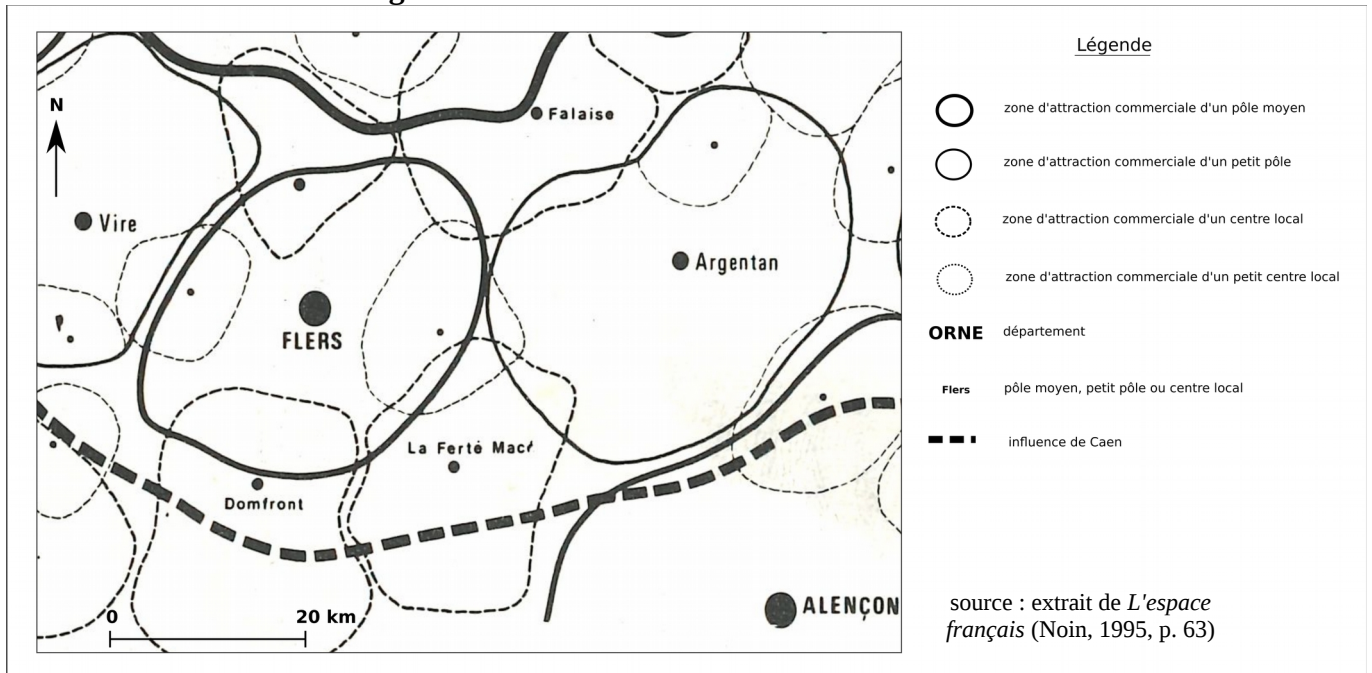 N
Falaise
Vire
Argentan
FLERS
La Ferté Macé
Domfront
ALENÇON
0 20 km
Légende
zone d'attraction commerciale d'un pôle moyen
zone d'attraction commerciale d'un petit pôle
zone d'attraction commerciale d'un centre local
zone d'attraction commerciale d'un petit centre local
ORNE département
Flers pôle moyen, petit pôle ou centre local
influence de Caen
source : extrait de L'espace
français (Noin, 1995, p. 63)